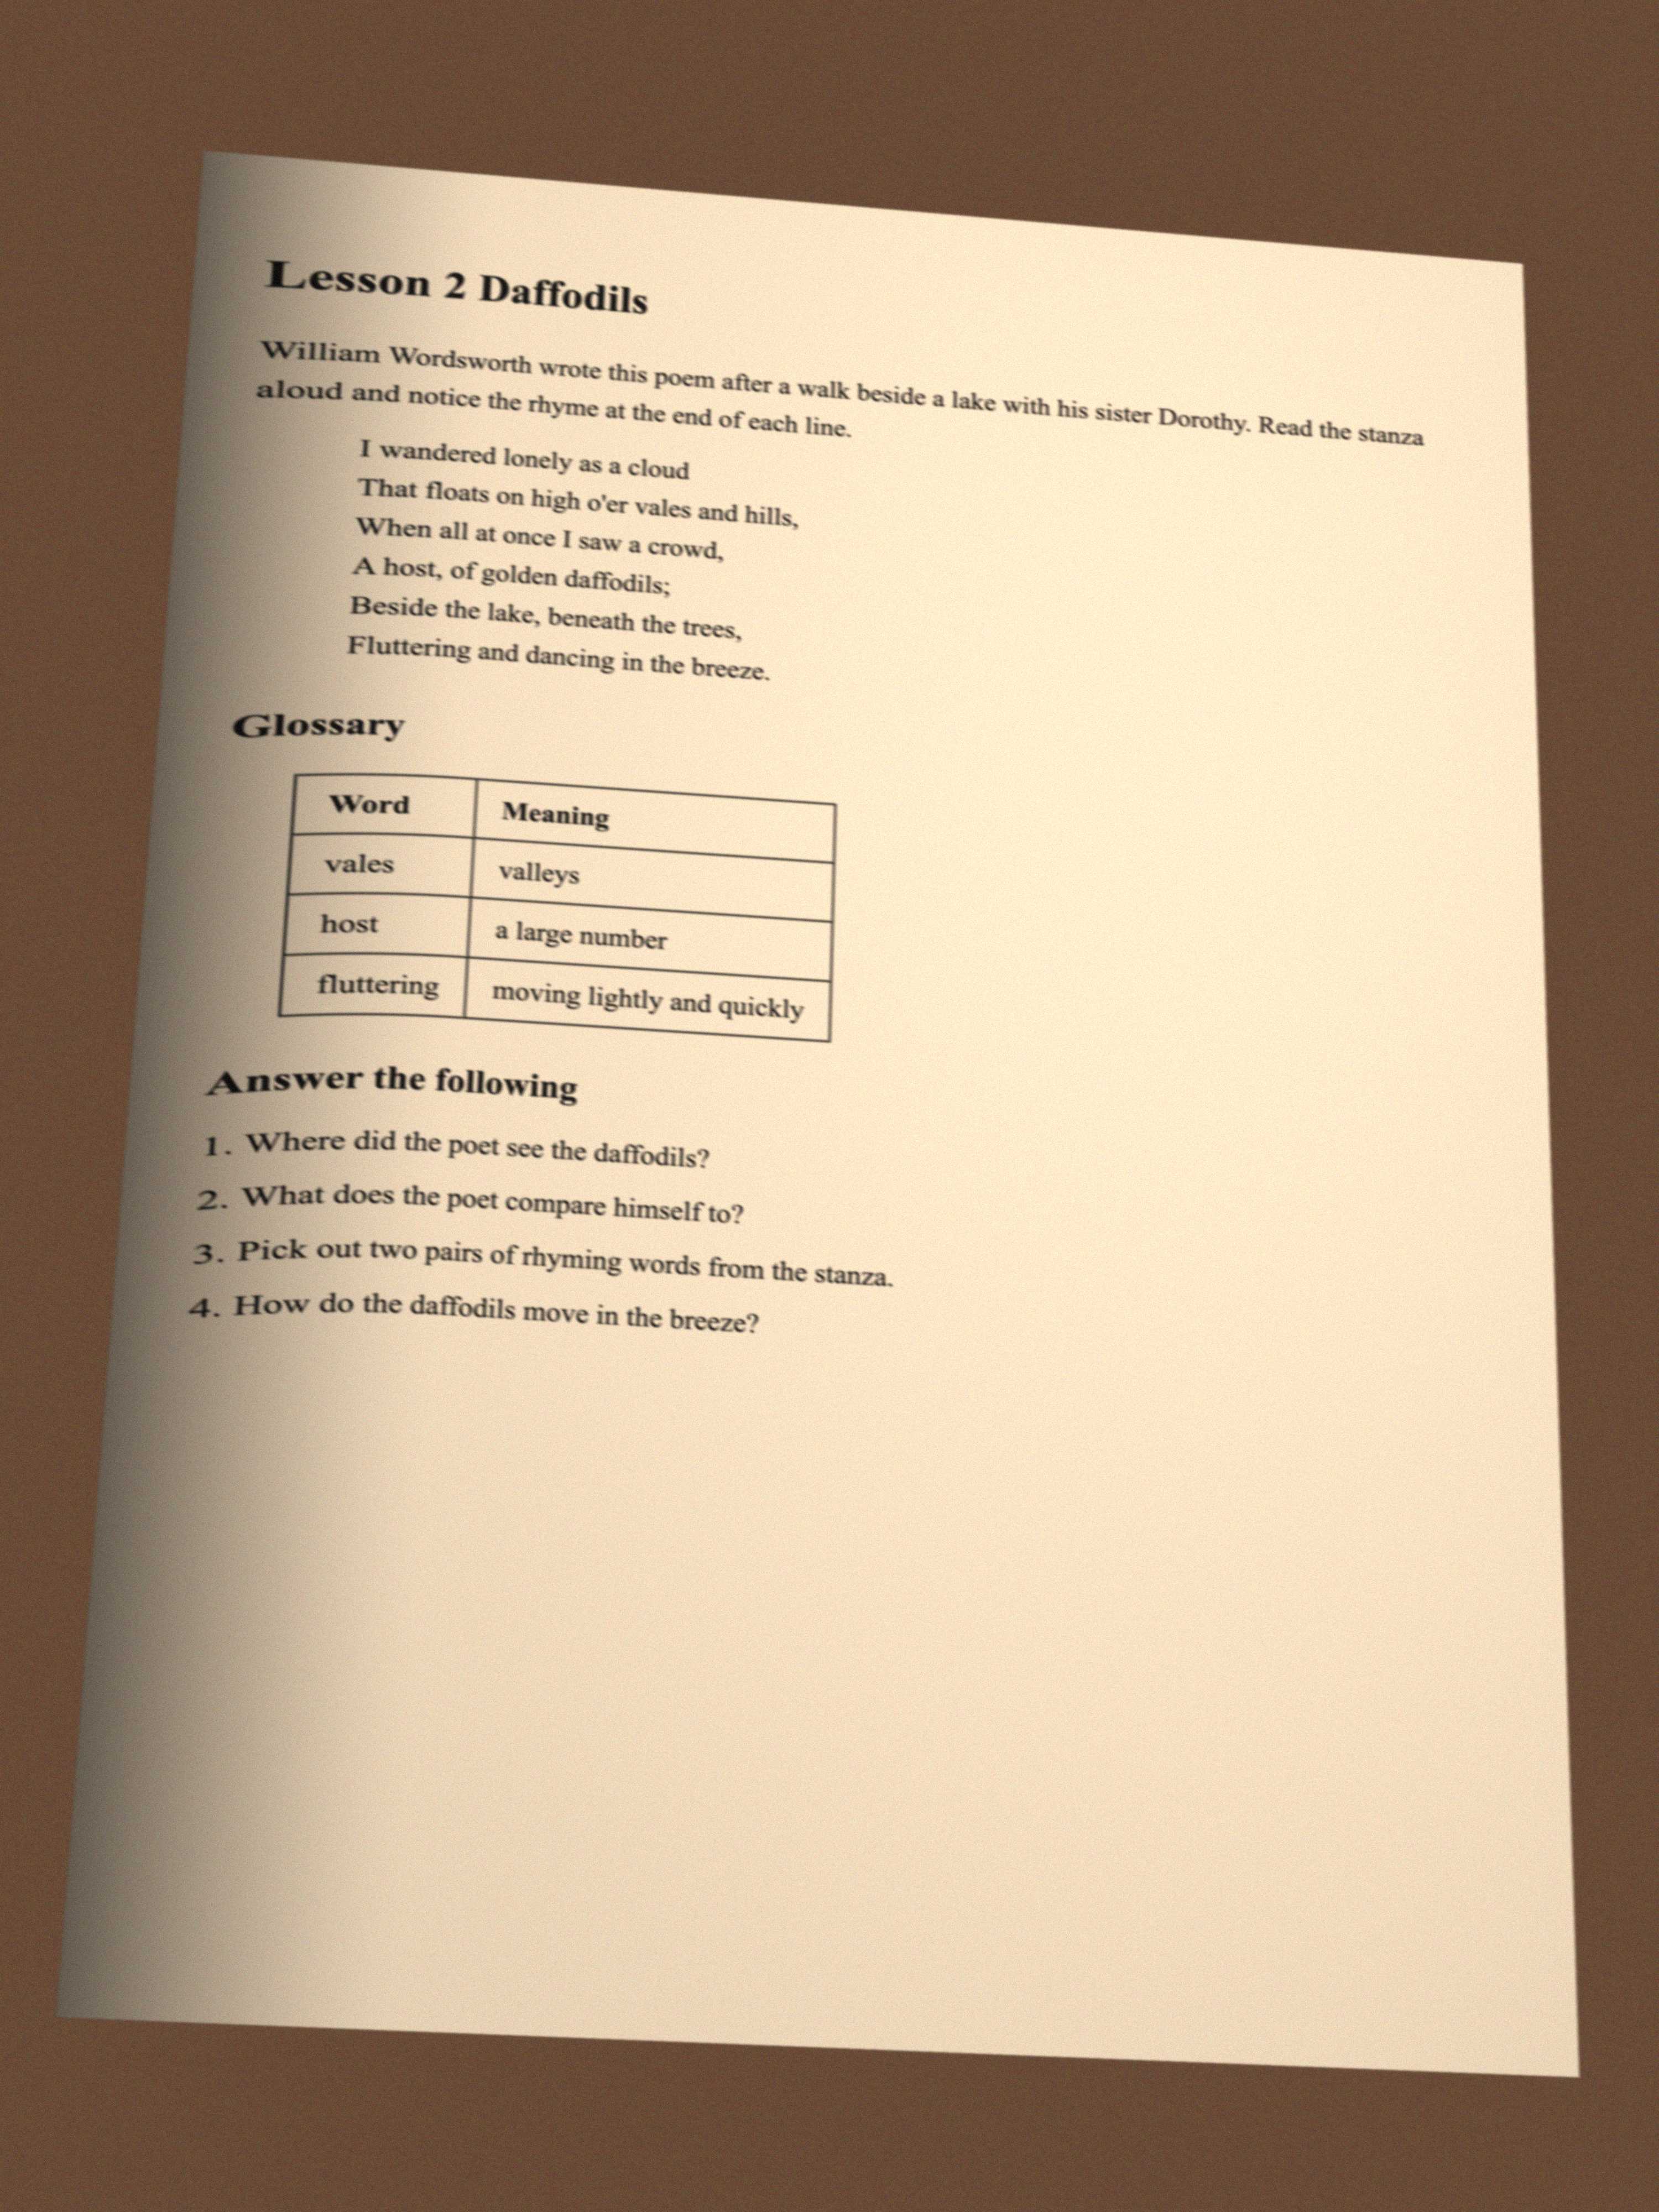 Lesson 2 Daffodils
William Wordsworth wrote this poem after a walk beside a lake with his sister Dorothy. Read the stanza
aloud and notice the rhyme at the end of each line.
I wandered lonely as a cloud
That floats on high o'er vales and hills,
When all at once I saw a crowd,
A host, of golden daffodils;
Beside the lake, beneath the trees,
Fluttering and dancing in the breeze.
Glossary
Word Meaning
vales valleys
host a large number
fluttering moving lightly and quickly
Answer the following
1. Where did the poet see the daffodils?
2. What does the poet compare himself to?
3. Pick out two pairs of rhyming words from the stanza.
4. How do the daffodils move in the breeze?